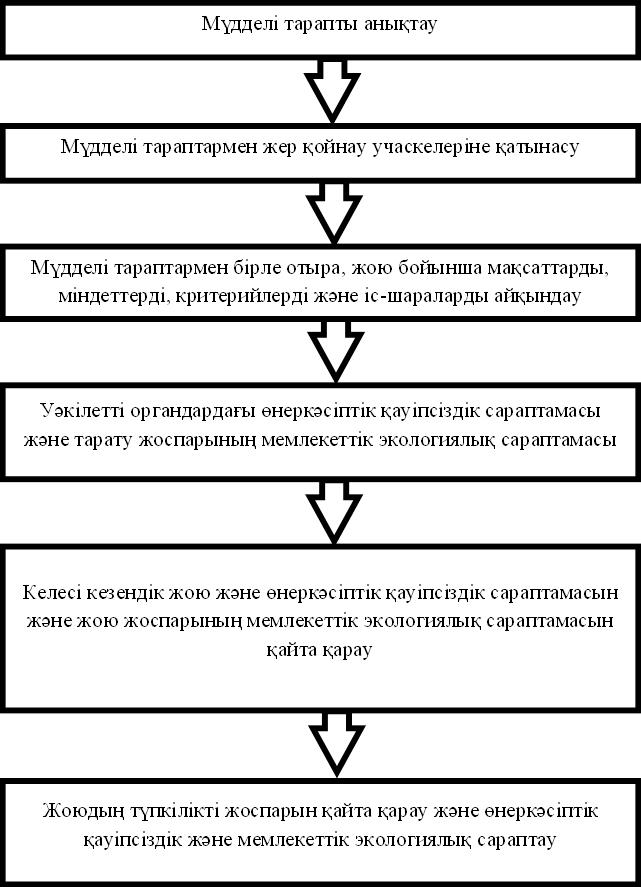 Мүдделі тарапты анықтау
Мүдделі тараптармен жер қойнау учаскелеріне қатынасу
Мүдделі тараптармен бірле отыра, жою бойынша мақсаттарды,
міндеттерді, критерийлерді және іс-шараларды айқындау
Уәкілетті органдардағы өнеркәсіптік қауіпсіздік сараптамасы
және тарату жоспарының мемлекеттік экологиялық сараптамасы
Келесі кезендік жою және өнеркәсіптік қауіпсіздік сараптамасын
және жою жоспарының мемлекеттік экологиялық сараптамасын
қайта қарау
Жоюдың түпкілікті жоспарын қайта қарау және өнеркәсіптік
қауіпсіздік және мемлекеттік экологиялық сараптау